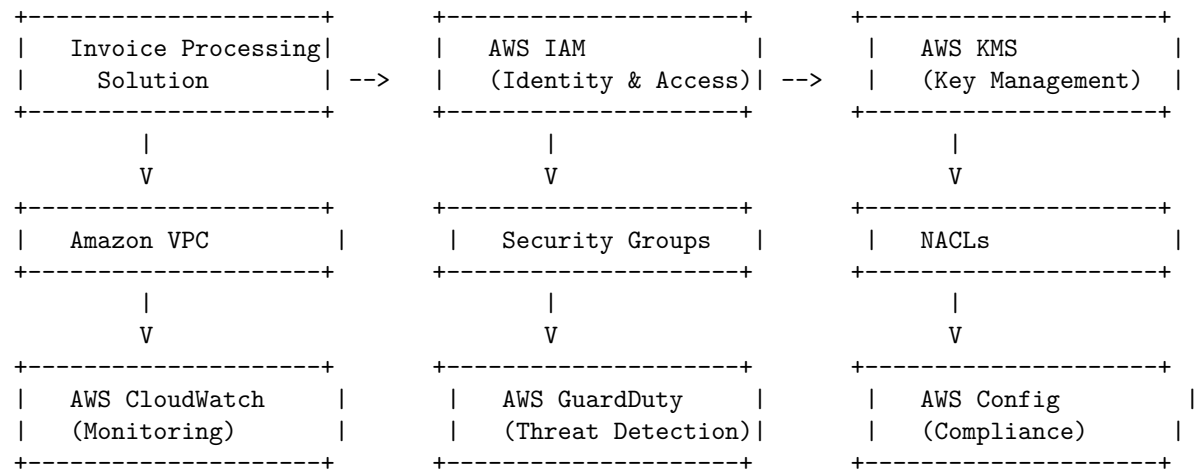 +----------------------+ +---------------------+ +---------------------+
| Invoice Processing| | AWS IAM | | AWS KMS |
| Solution | --> | (Identity & Access)| --> | (Key Management) |
+----------------------+ +---------------------+ +---------------------+
| | |
V V V
+----------------------+ +---------------------+ +---------------------+
| Amazon VPC | | Security Groups | | NACLs |
+----------------------+ +---------------------+ +---------------------+
| | |
V V V
+----------------------+ +---------------------+ +---------------------+
| AWS CloudWatch | | AWS GuardDuty | | AWS Config |
| (Monitoring) | | (Threat Detection)| | (Compliance) |
+----------------------+ +---------------------+ +---------------------+